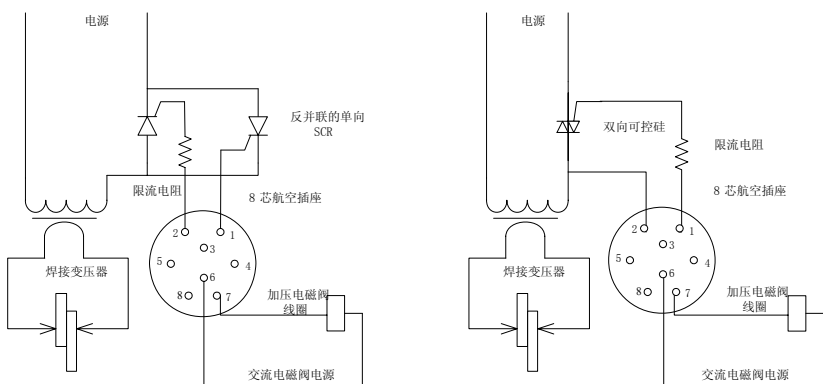 电源
反并联的单向
SCR
限流电阻
8 芯航空插座
2
1
3
5
4
6
8
7
焊接变压器
加压电磁阀
线圈
交流电磁阀电源
电源
双向可控硅
限流电阻
8 芯航空插座
2
1
3
5
4
6
8
7
焊接变压器
加压电磁阀
线圈
交流电磁阀电源